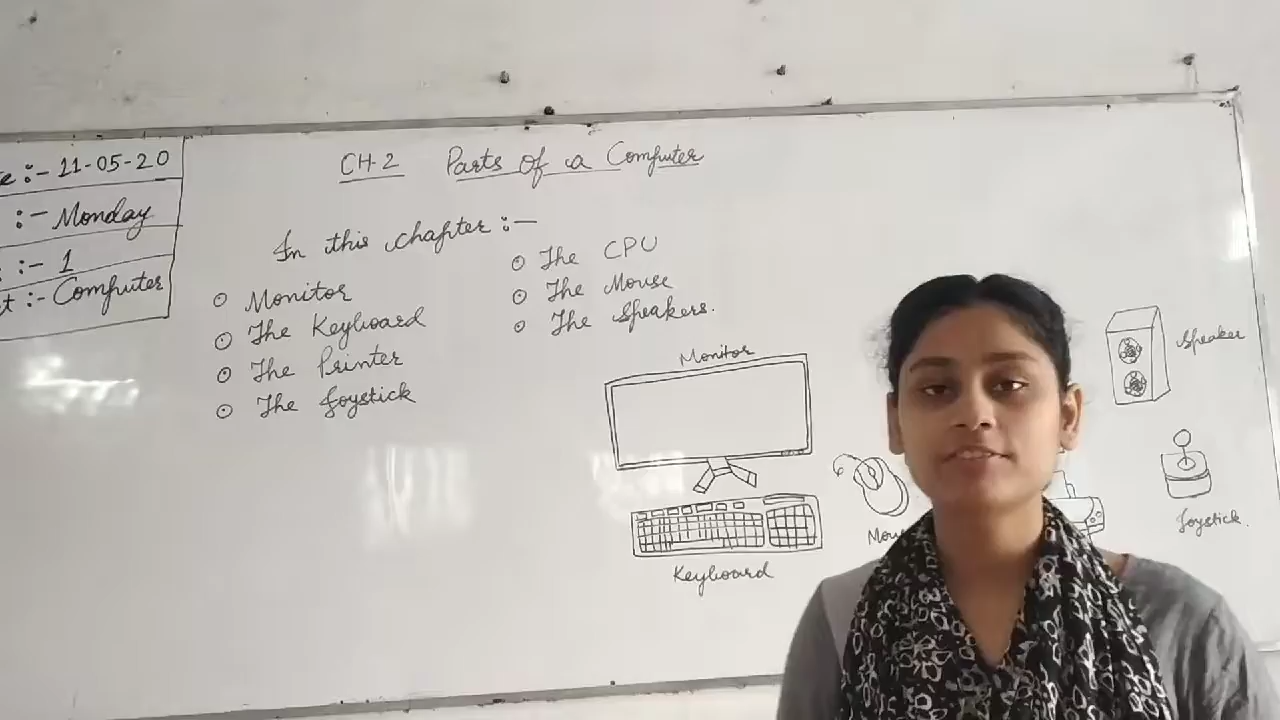 :- 11-05-20
:- Monday
:- 1
:- Computer
CH-2 Parts of a Computer
In this chapter :-
Monitor
The Keyboard
The Printer
The Joystick
The CPU
The Mouse
The Speakers.
Monitor
Keyboard
Speaker
Joystick.